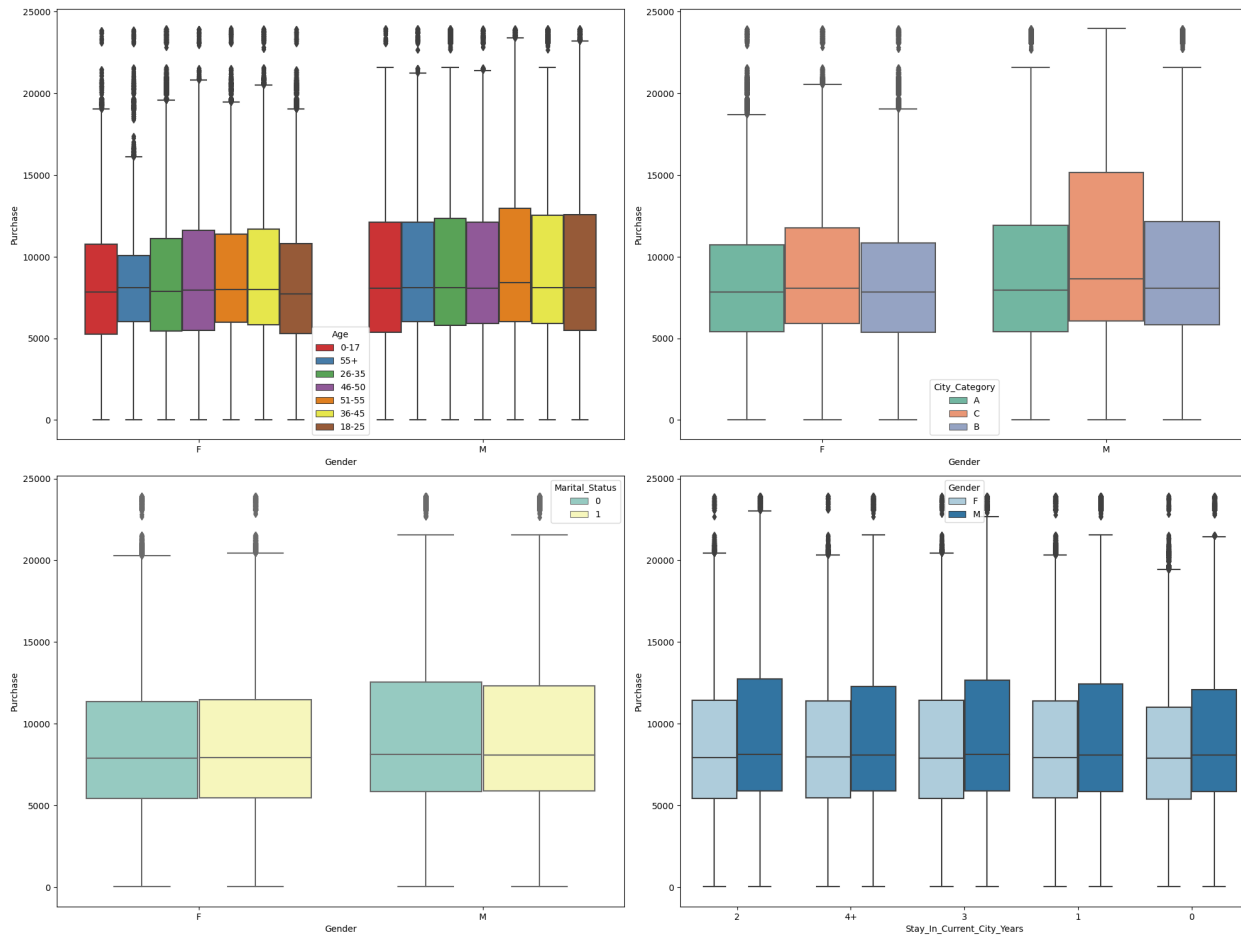 25000
20000
15000
10000
5000
0
Purchase
Age
0-17
55+
26-35
46-50
51-55
36-45
18-25
F
M
Gender
25000
20000
15000
10000
5000
0
Purchase
City_Category
A
C
B
F
M
Gender
25000
20000
15000
10000
5000
0
Purchase
Marital_Status
0
1
F
M
Gender
25000
20000
15000
10000
5000
0
Purchase
Gender
F
M
2
4+
3
1
0
Stay_In_Current_City_Years